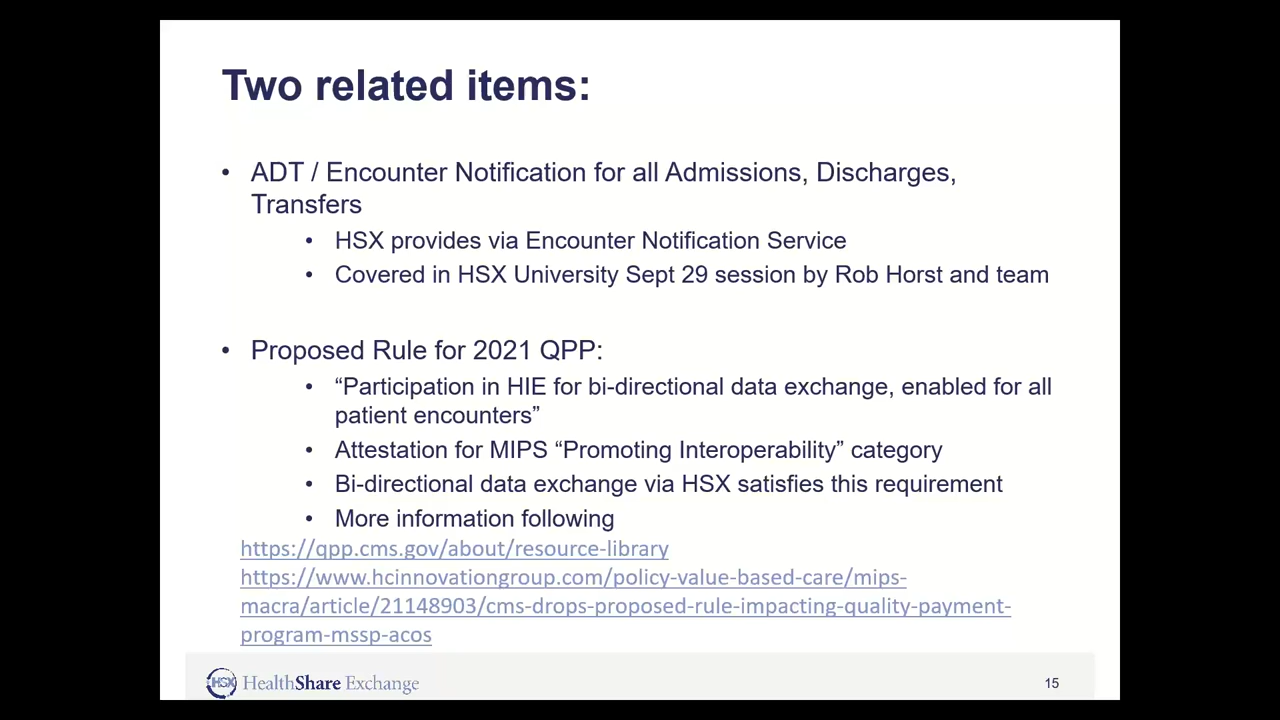 Two related items:
• ADT / Encounter Notification for all Admissions, Discharges,
Transfers
• HSX provides via Encounter Notification Service
• Covered in HSX University Sept 29 session by Rob Horst and team
• Proposed Rule for 2021 QPP:
• “Participation in HIE for bi-directional data exchange, enabled for all
patient encounters”
• Attestation for MIPS “Promoting Interoperability” category
• Bi-directional data exchange via HSX satisfies this requirement
• More information following
https://qpp.cms.gov/about/resource-library
https://www.hcinnovationgroup.com/policy-value-based-care/mips-
macra/article/21148903/cms-drops-proposed-rule-impacting-quality-payment-
program-mssp-acos
HSX HealthShare Exchange
15